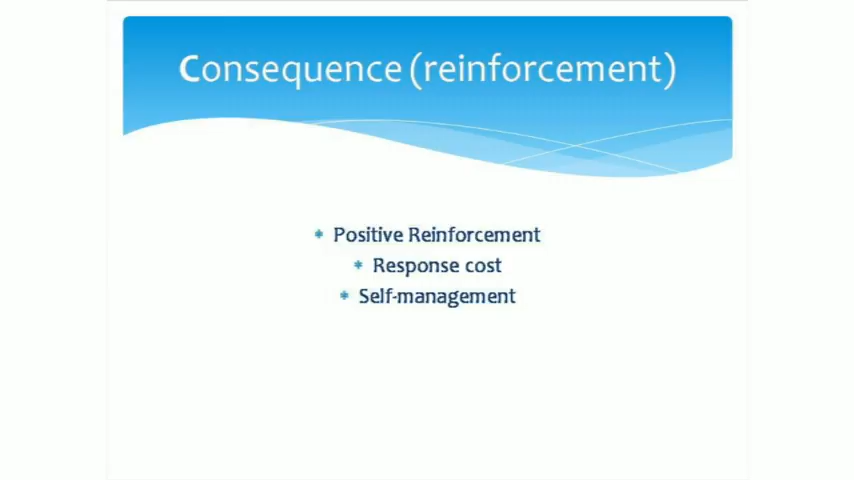 Consequence (reinforcement)
* Positive Reinforcement
* Response cost
* Self-management